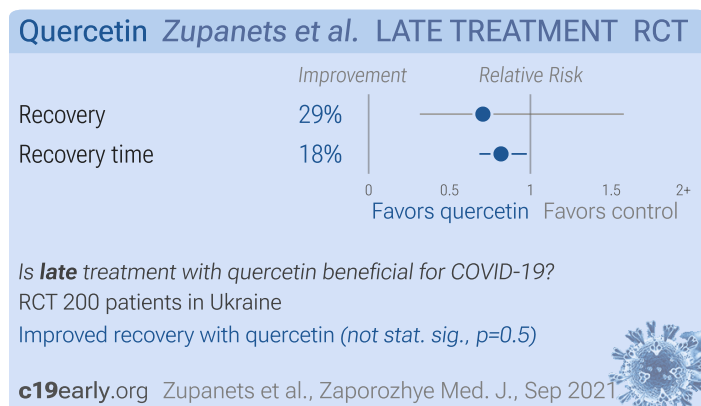 Quercetin Zupanets et al. LATE TREATMENT RCT
Improvement Relative Risk
Recovery 29%
Recovery time 18%
0 0.5 1 1.5 2+
Favors quercetin Favors control
Is late treatment with quercetin beneficial for COVID-19?
RCT 200 patients in Ukraine
Improved recovery with quercetin (not stat. sig., p=0.5)
c19early.org Zupanets et al., Zaporozhye Med. J., Sep 2021